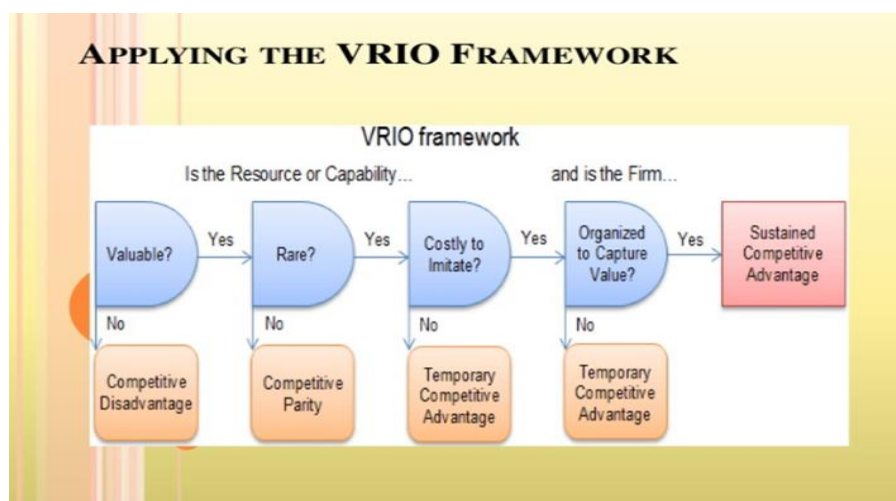 APPLYING THE VRIO FRAMEWORK
VRIO framework
Is the Resource or Capability...
and is the Firm...
Valuable?
Yes
Rare?
Yes
Costly to
Imitate?
Yes
Organized
to Capture
Value?
Yes
Sustained
Competitive
Advantage
No
No
No
No
Competitive
Disadvantage
Competitive
Parity
Temporary
Competitive
Advantage
Temporary
Competitive
Advantage